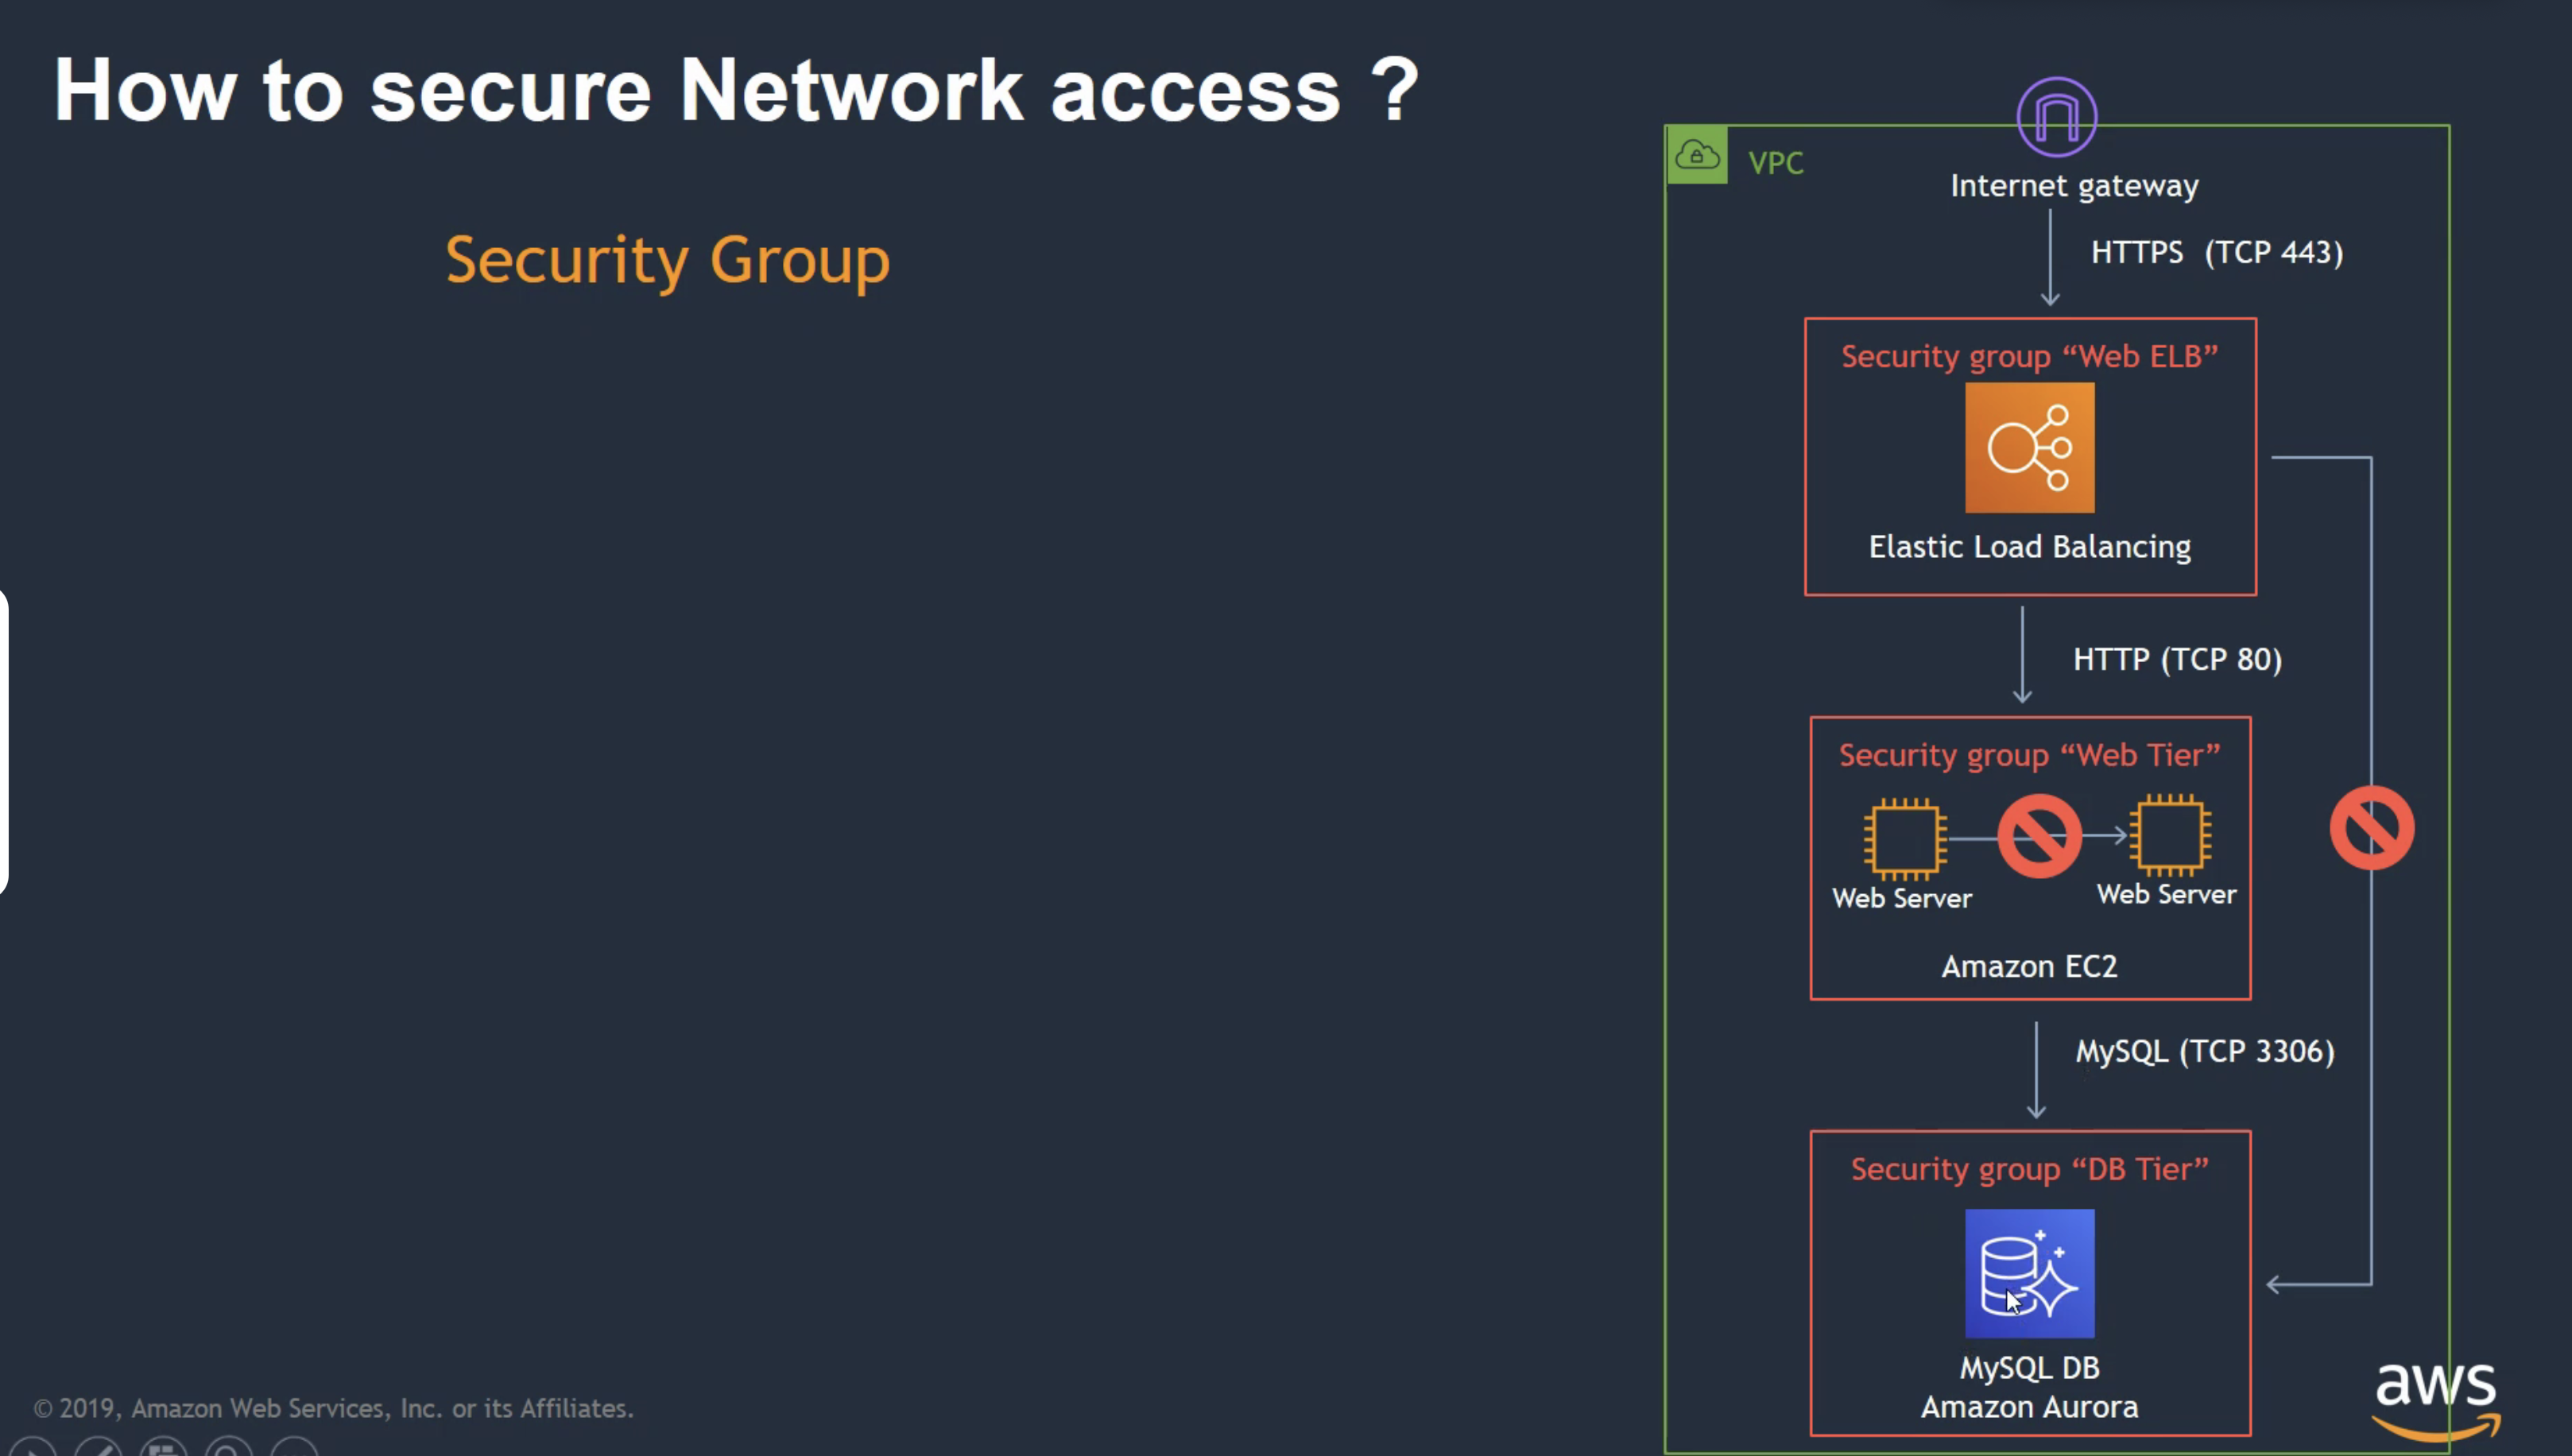 How to secure Network access ?
Security Group
VPC
Internet gateway
HTTPS  (TCP 443)
Security group “Web ELB”
Elastic Load Balancing
HTTP (TCP 80)
Security group “Web Tier”
Web Server
Web Server
Amazon EC2
MySQL (TCP 3306)
Security group “DB Tier”
MySQL DB
Amazon Aurora
© 2019, Amazon Web Services, Inc. or its Affiliates.
aws